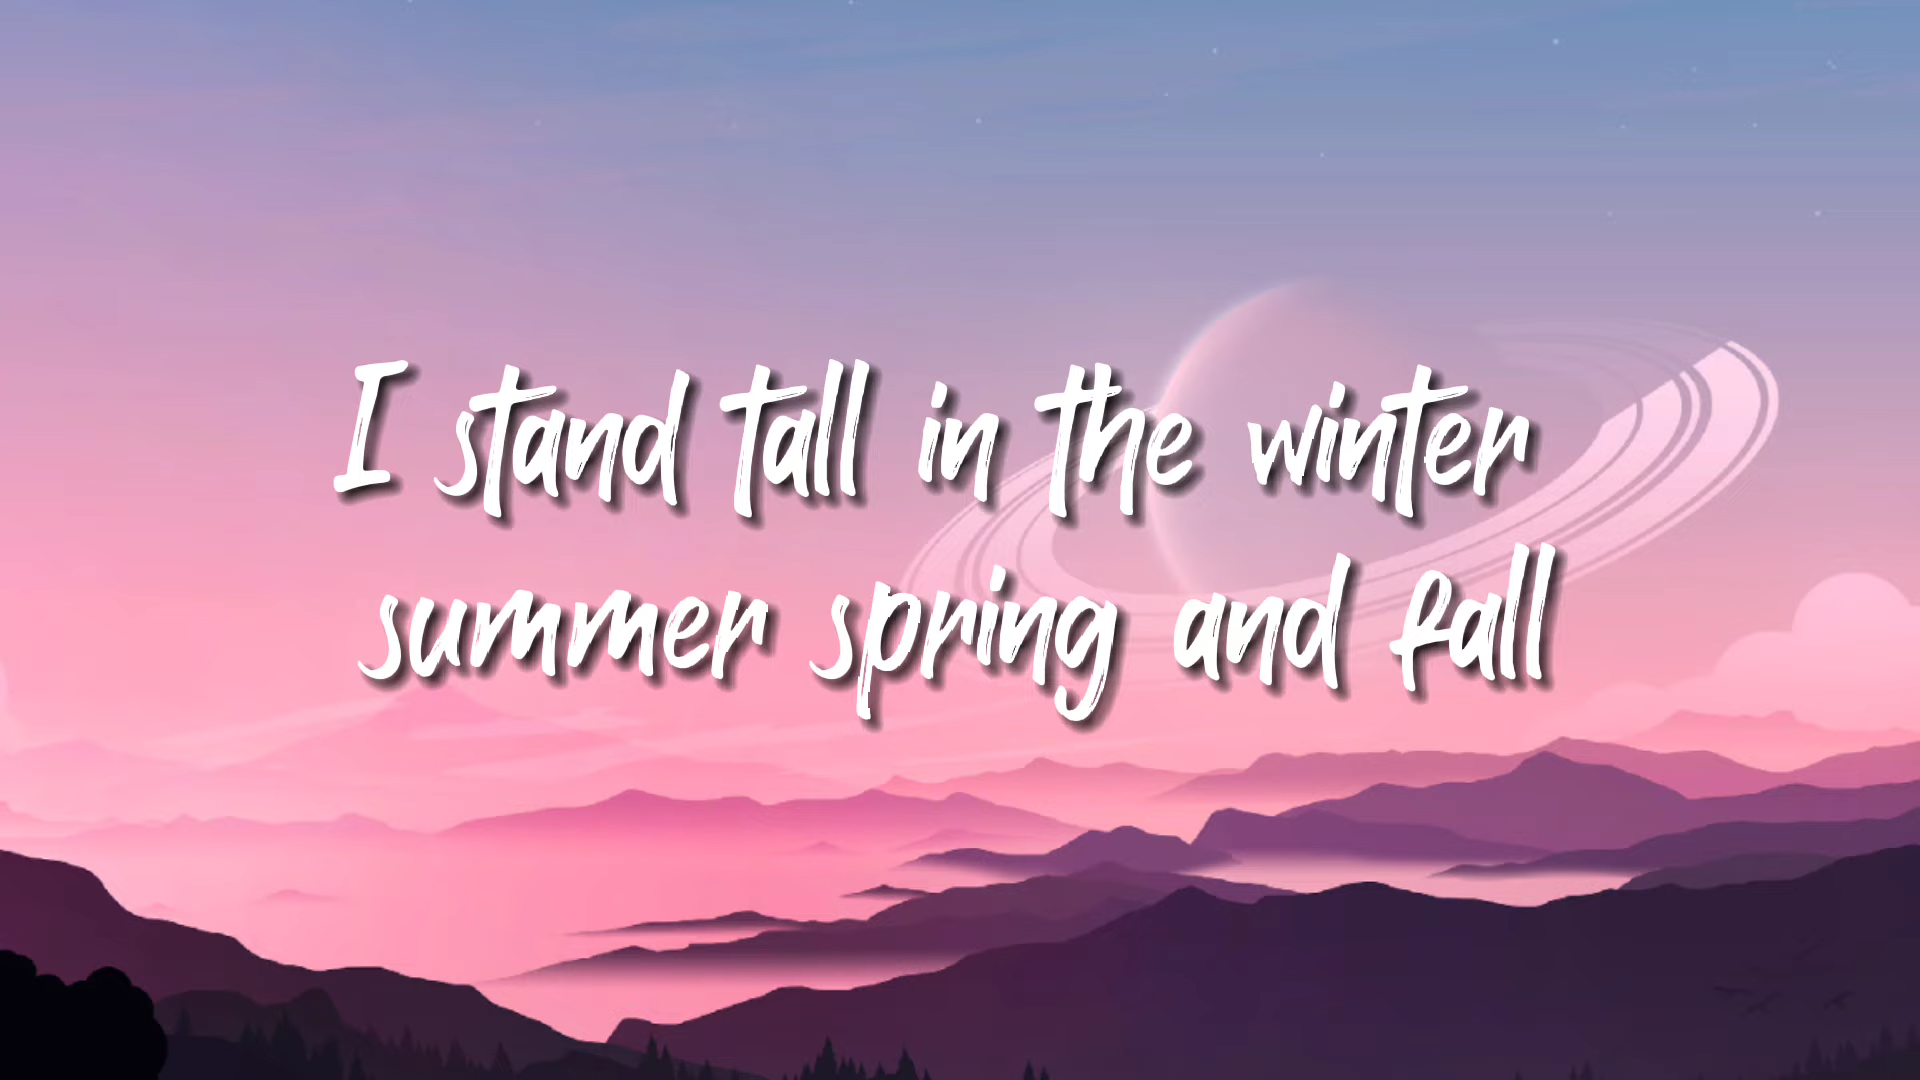 I stand tall in the winter
summer spring and fall